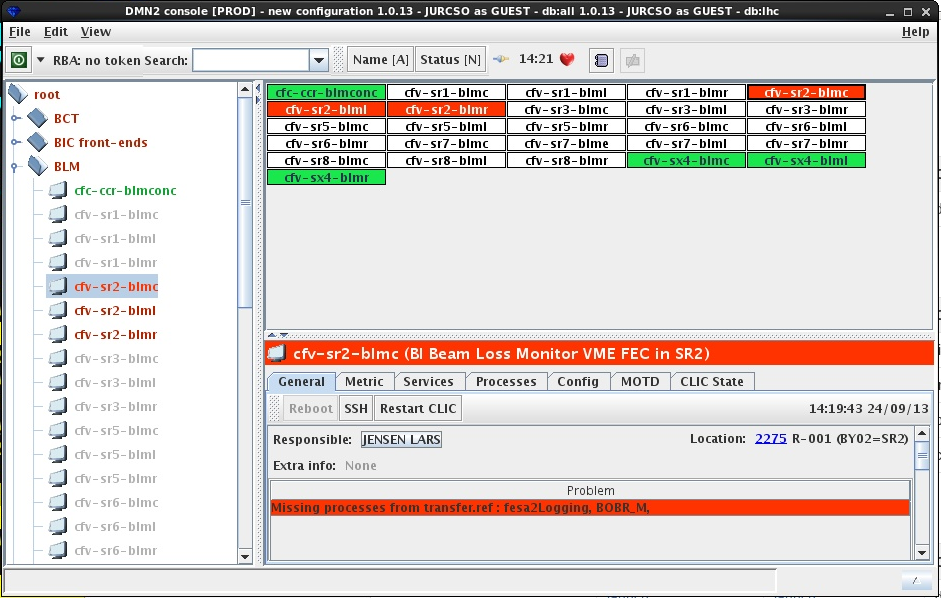 DMN2 console [PROD] - new configuration 1.0.13 - JURCSO as GUEST - db:all 1.0.13 - JURCSO as GUEST - db:lhc
File Edit View Help
RBA: no token Search: Name [A] Status [N] 14:21
root
BCT
BIC front-ends
BLM
cfc-ccr-blmconc
cfv-sr1-blmc
cfv-sr1-blml
cfv-sr1-blmr
cfv-sr2-blmc
cfv-sr2-blml
cfv-sr2-blmr
cfv-sr3-blmc
cfv-sr3-blml
cfv-sr3-blmr
cfv-sr5-blmc
cfv-sr5-blml
cfv-sr5-blmr
cfv-sr6-blmc
cfv-sr6-blml
cfv-sr6-blmr
cfc-ccr-blmconc cfv-sr1-blmc cfv-sr1-blml cfv-sr1-blmr cfv-sr2-blmc
cfv-sr2-blml cfv-sr2-blmr cfv-sr3-blmc cfv-sr3-blml cfv-sr3-blmr
cfv-sr5-blmc cfv-sr5-blml cfv-sr5-blmr cfv-sr6-blmc cfv-sr6-blml
cfv-sr6-blmr cfv-sr7-blmc cfv-sr7-blme cfv-sr7-blml cfv-sr7-blmr
cfv-sr8-blmc cfv-sr8-blml cfv-sr8-blmr cfv-sx4-blmc cfv-sx4-blml
cfv-sx4-blmr
cfv-sr2-blmc (BI Beam Loss Monitor VME FEC in SR2)
General Metric Services Processes Config MOTD CLIC State
Reboot SSH Restart CLIC 14:19:43 24/09/13
Responsible: JENSEN LARS Location: 2275 R-001 (BY02=SR2)
Extra info: None
Problem
Missing processes from transfer.ref : fesa2Logging, BOBR_M,